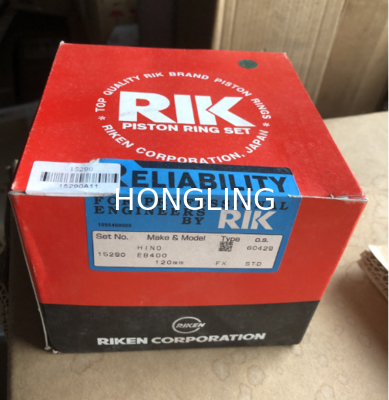 TOP QUALITY RIK BRAND PISTON RINGS
RIK
PISTON RING SET
RIKEN CORPORATION, JAPAN
15290
15290A11
RELIABILITY
HONGLING
ENGINEERS
BY RIK
Set No. Make & Model Type D.S.
HINO 60429
15290 EB400
120mm FX STD
RIKEN
RIKEN CORPORATION